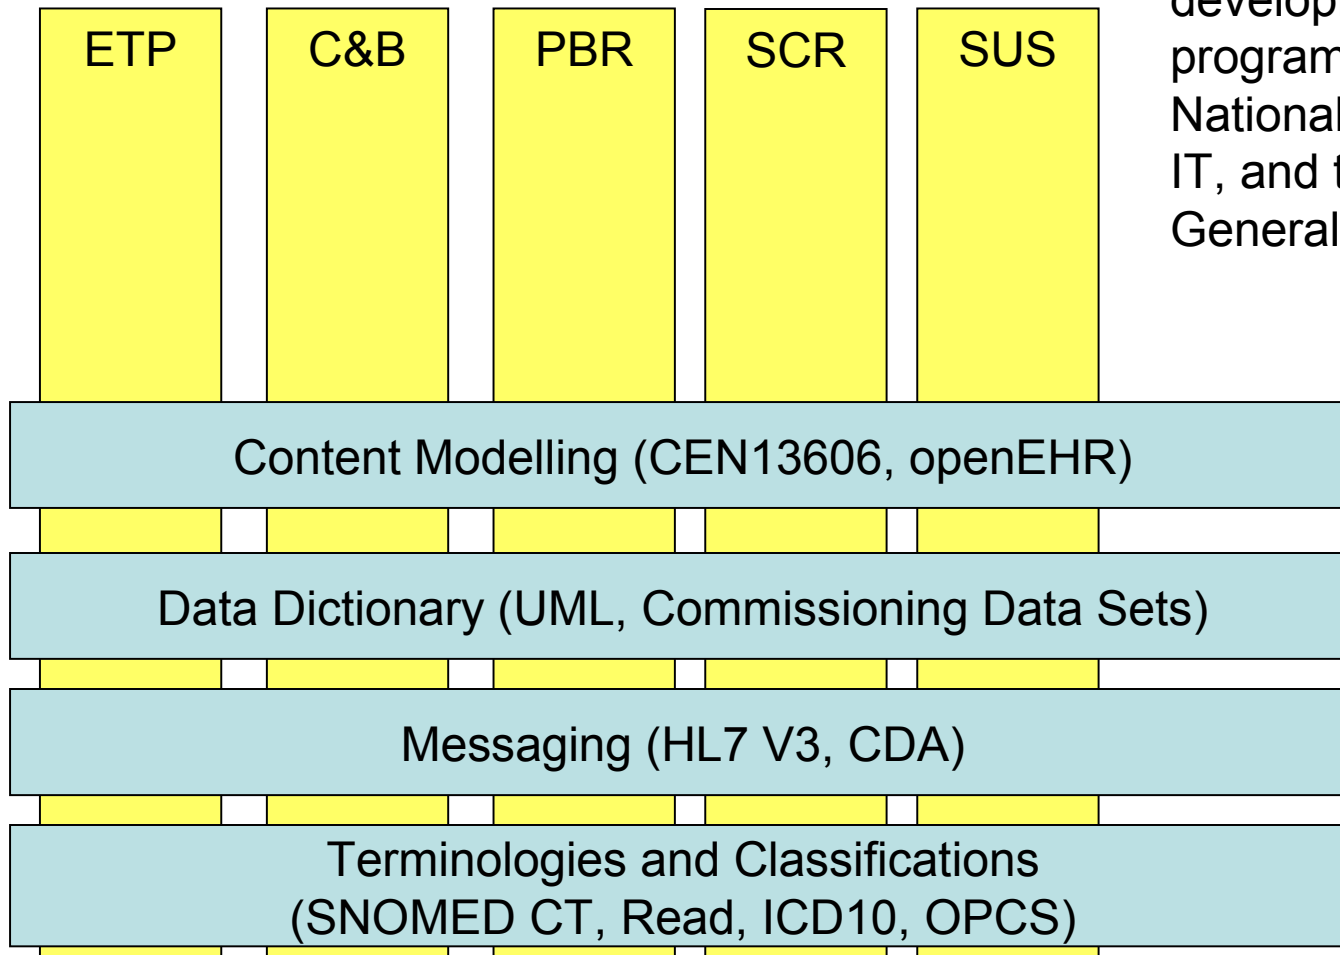 ETP
C&B
PBR
SCR
SUS
develop
program
National
IT, and t
General
Content Modelling (CEN13606, openEHR)
Data Dictionary (UML, Commissioning Data Sets)
Messaging (HL7 V3, CDA)
Terminologies and Classifications
(SNOMED CT, Read, ICD10, OPCS)